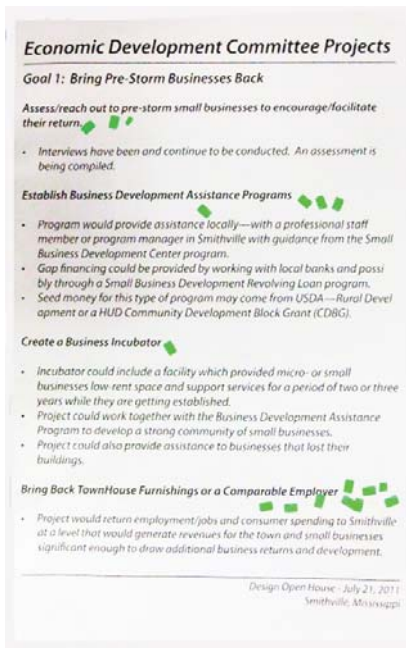 Economic Development Committee Projects
Goal 1: Bring Pre-Storm Businesses Back
Assess/reach out to pre-storm small businesses to encourage/facilitate
their return.
• Interviews have been and continue to be conducted. An assessment is
being compiled.
Establish Business Development Assistance Programs
• Program would provide assistance locally—with a professional staff
member or program manager in Smithville with guidance from the Small
Business Development Center program.
• Gap financing could be provided by working with local banks and possi
bly through a Small Business Development Revolving Loan program.
• Seed money for this type of program may come from USDA—Rural Devel
opment or a HUD Community Development Block Grant (CDBG).
Create a Business Incubator
• Incubator could include a facility which provided micro- or small
businesses low-rent space and support services for a period of two or three
years while they are getting established.
• Project could work together with the Business Development Assistance
Program to develop a strong community of small businesses.
• Project could also provide assistance to businesses that lost their
buildings.
Bring Back TownHouse Furnishings or a Comparable Employer
• Project would return employment/jobs and consumer spending to Smithville
at a level that would generate revenues for the town and small businesses
significant enough to draw additional business returns and development.
Design Open House - July 21, 2011
Smithville, Mississippi